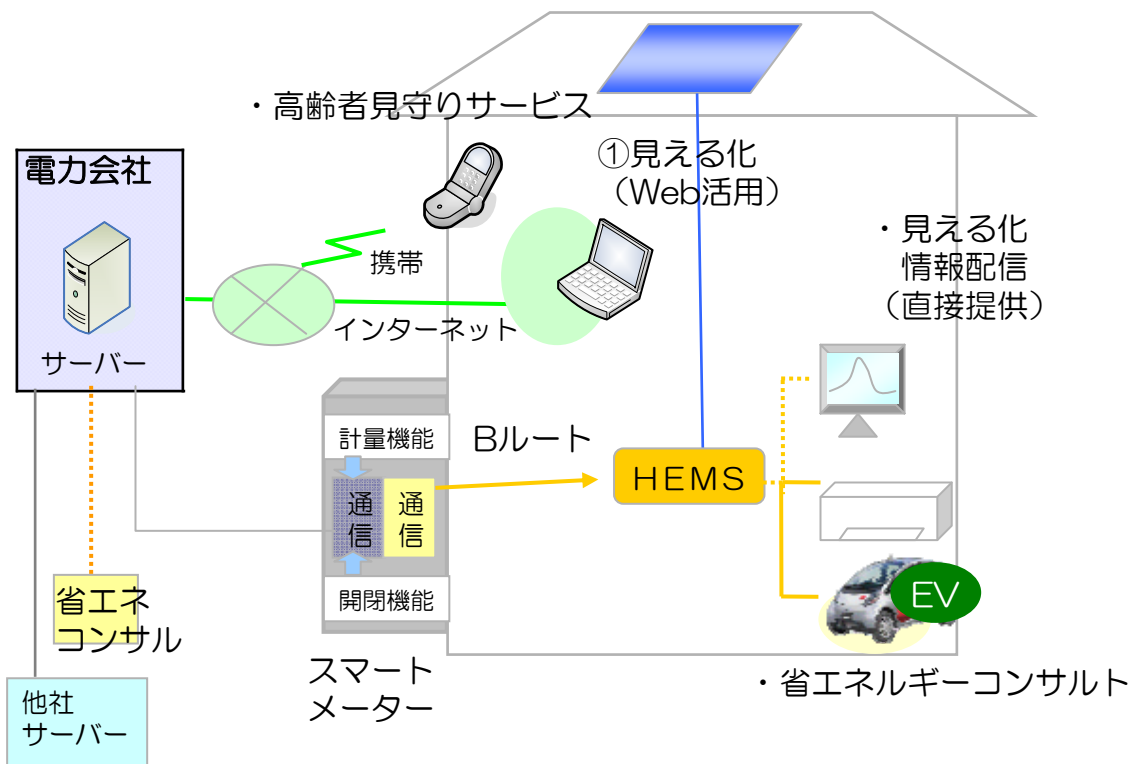 ・高齢者見守りサービス
電力会社
サーバー
携帯
インターネット
①見える化
（Web活用）
・見える化
情報配信
（直接提供）
計量機能
通信
通信
開閉機能
スマート
メーター
Bルート
HEMS
EV
・省エネルギーコンサルト
省エネ
コンサル
他社
サーバー